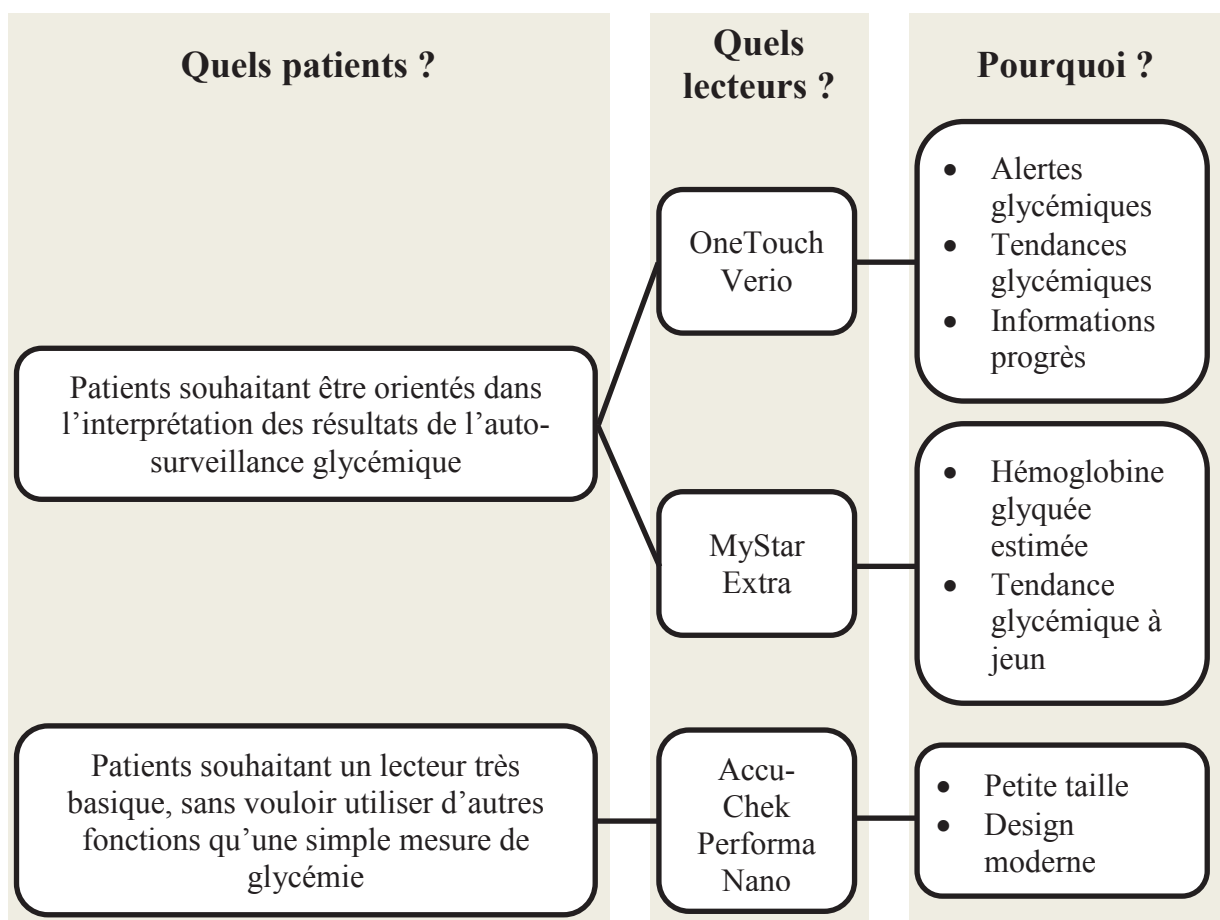 Quels patients ?
Quels
lecteurs ?
Pourquoi ?
Patients souhaitant être orientés dans
l’interprétation des résultats de l’auto-
surveillance glycémique
OneTouch
Verio
• Alertes
glycémiques
• Tendances
glycémiques
• Informations
progrès
MyStar
Extra
• Hémoglobine
glyquée
estimée
• Tendance
glycémique à
jeun
Patients souhaitant un lecteur très
basique, sans vouloir utiliser d’autres
fonctions qu’une simple mesure de
glycémie
Accu-
Chek
Performa
Nano
• Petite taille
• Design
moderne